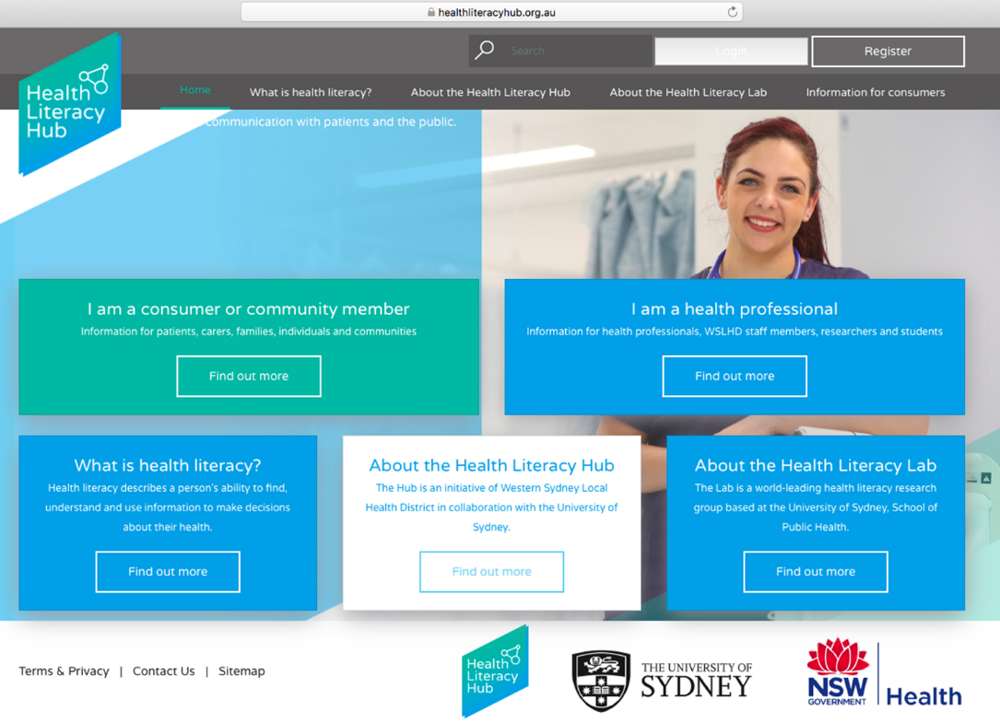 healthliteracyhub.org.au
Search
Login
Register
Health
Literacy
Hub
Home
What is health literacy?
About the Health Literacy Hub
About the Health Literacy Lab
Information for consumers
communication with patients and the public.
I am a consumer or community member
Information for patients, carers, families, individuals and communities
Find out more
I am a health professional
Information for health professionals, WSLHD staff members, researchers and students
Find out more
What is health literacy?
Health literacy describes a person's ability to find,
understand and use information to make decisions
about their health.
Find out more
About the Health Literacy Hub
The Hub is an initiative of Western Sydney Local
Health District in collaboration with the University of
Sydney.
Find out more
About the Health Literacy Lab
The Lab is a world-leading health literacy research
group based at the University of Sydney, School of
Public Health.
Find out more
Terms & Privacy | Contact Us | Sitemap
Health
Literacy
Hub
THE UNIVERSITY OF
SYDNEY
NSW
GOVERNMENT
Health